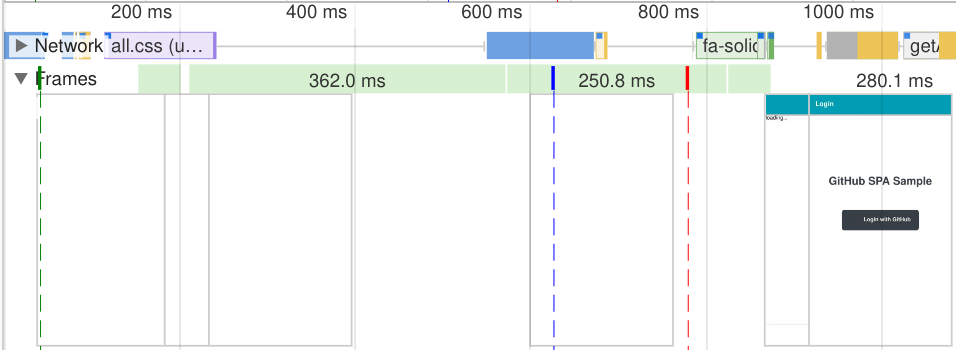 200 ms 400 ms 600 ms 800 ms 1000 ms
Network all.css (u… fa-solic get/
Frames 362.0 ms 250.8 ms 280.1 ms
Login
loading...
GitHub SPA Sample
Login with GitHub